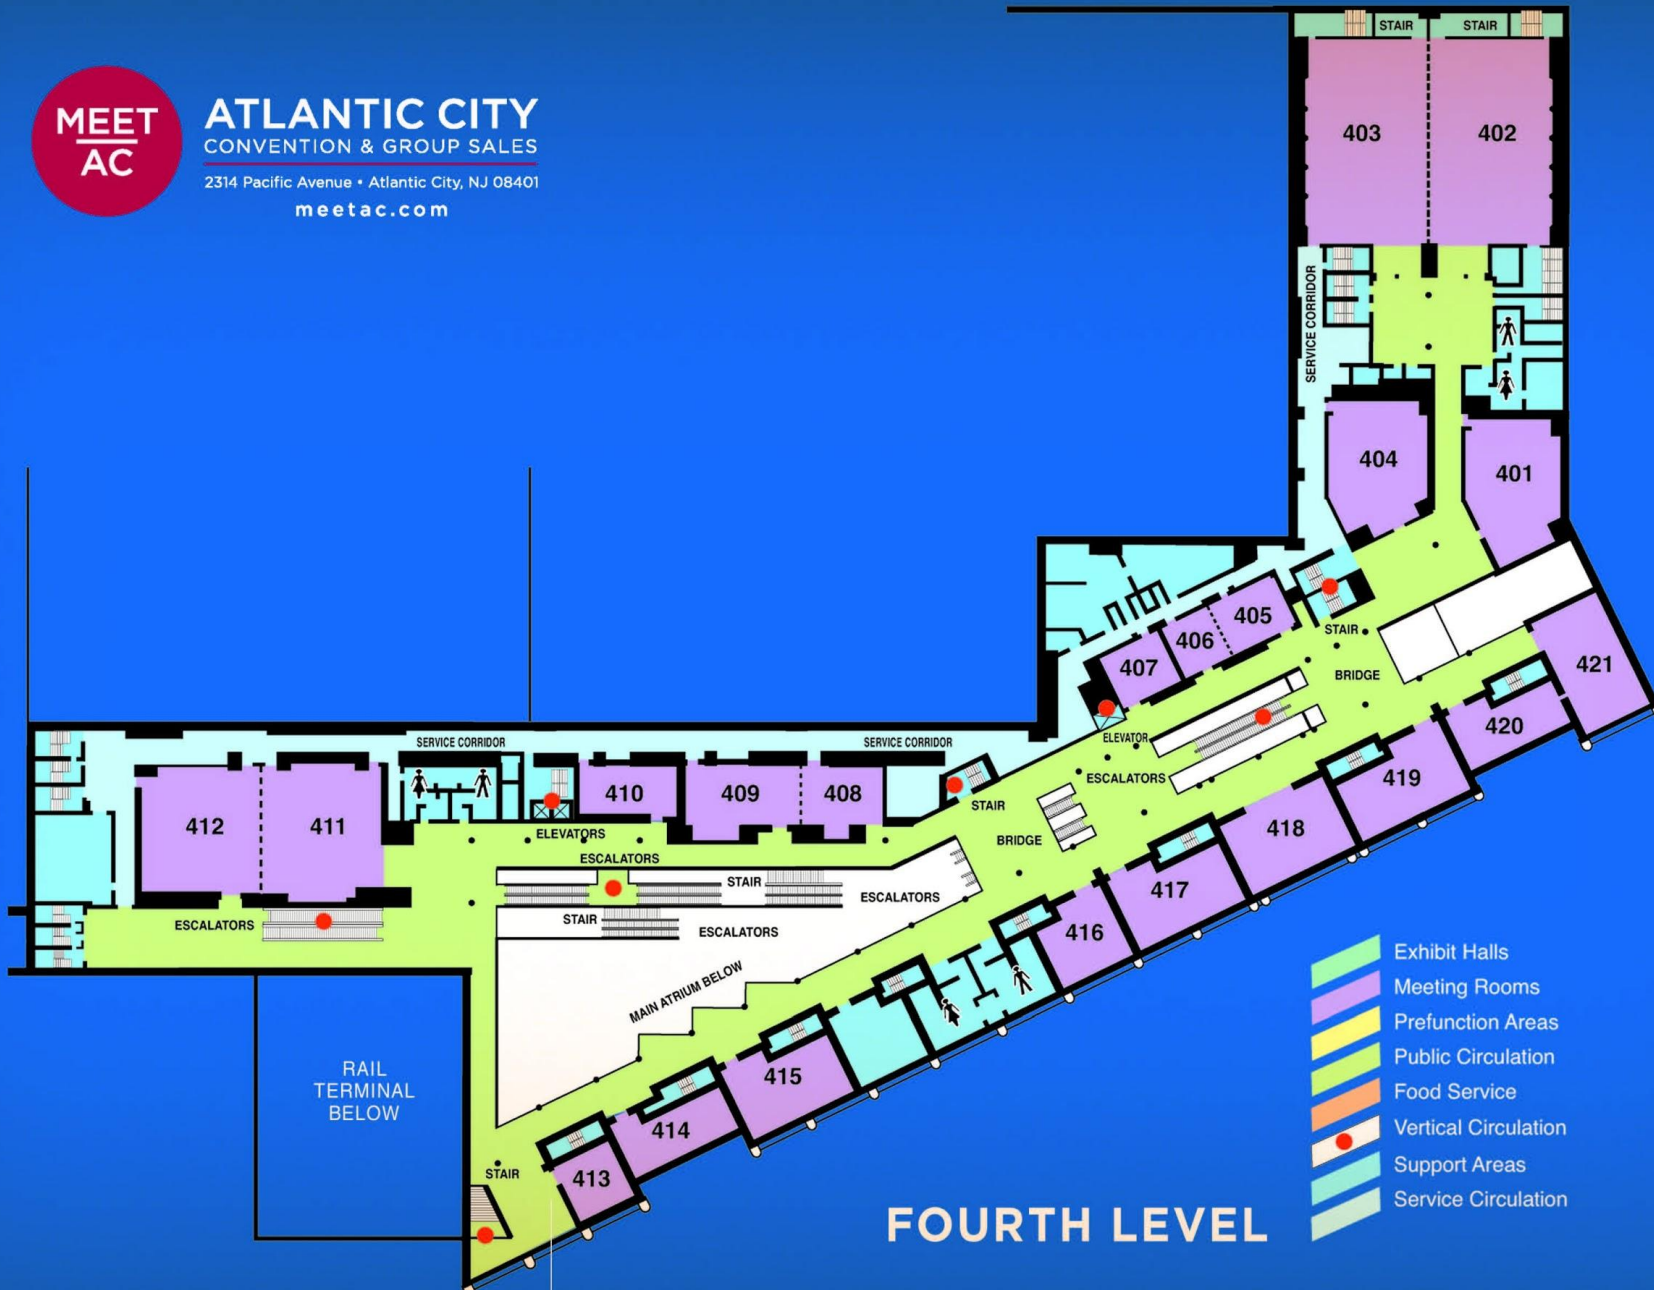 MEET
AC
ATLANTIC CITY
CONVENTION & GROUP SALES
2314 Pacific Avenue • Atlantic City, NJ 08401
meetac.com
STAIR
STAIR
403
402
SERVICE CORRIDOR
404
401
405
406
407
STAIR
BRIDGE
421
420
ELEVATOR
ESCALATORS
419
SERVICE CORRIDOR
SERVICE CORRIDOR
412
411
410
409
408
STAIR
ELEVATORS
BRIDGE
418
ESCALATORS
STAIR
ESCALATORS
417
ESCALATORS
STAIR
ESCALATORS
416
MAIN ATRIUM BELOW
415
414
413
STAIR
RAIL
TERMINAL
BELOW
Exhibit Halls
Meeting Rooms
Prefunction Areas
Public Circulation
Food Service
Vertical Circulation
Support Areas
Service Circulation
FOURTH LEVEL